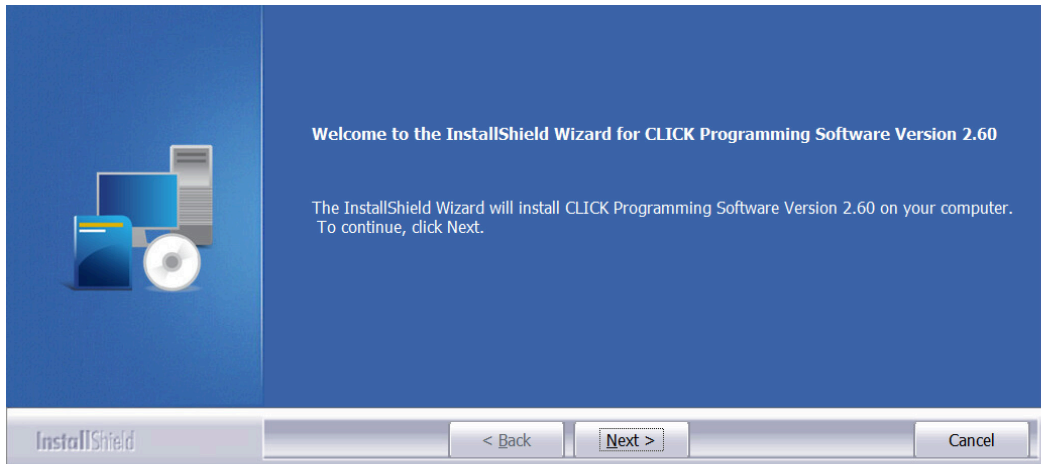 Welcome to the InstallShield Wizard for CLICK Programming Software Version 2.60
The InstallShield Wizard will install CLICK Programming Software Version 2.60 on your computer.
To continue, click Next.
InstallShield
< Back
Next >
Cancel